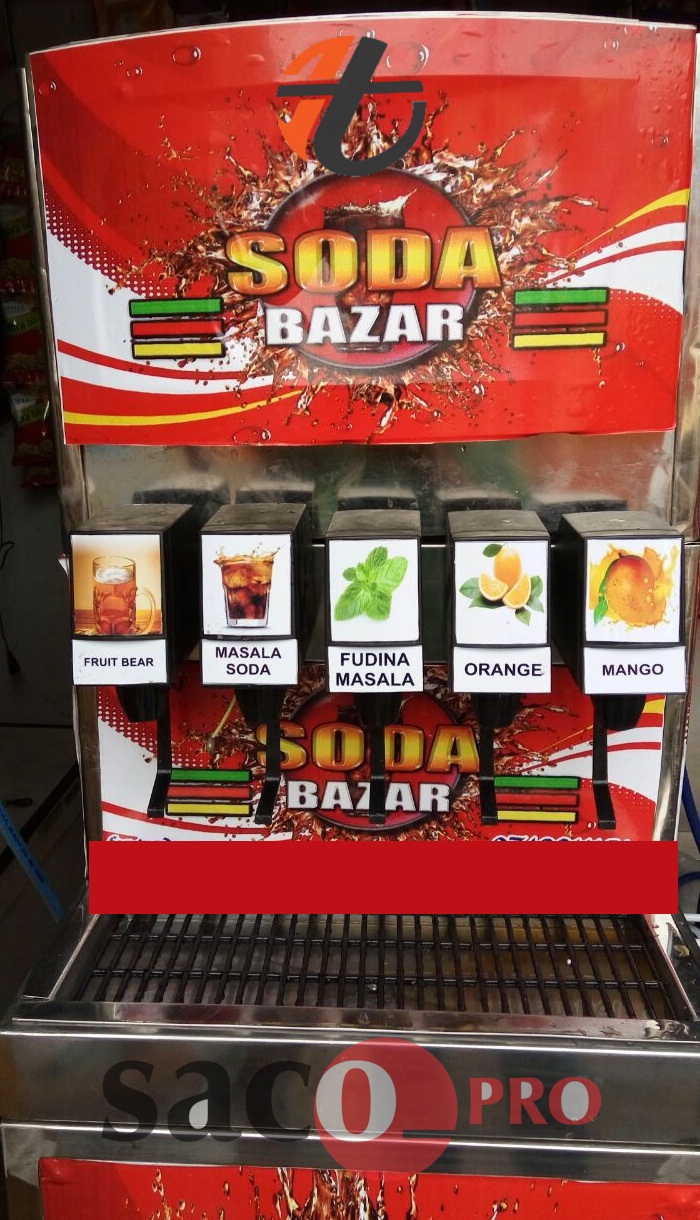 t
SODA
BAZAR
FRUIT BEAR
MASALA
SODA
FUDINA
MASALA
ORANGE
MANGO
SODA
BAZAR
saco PRO